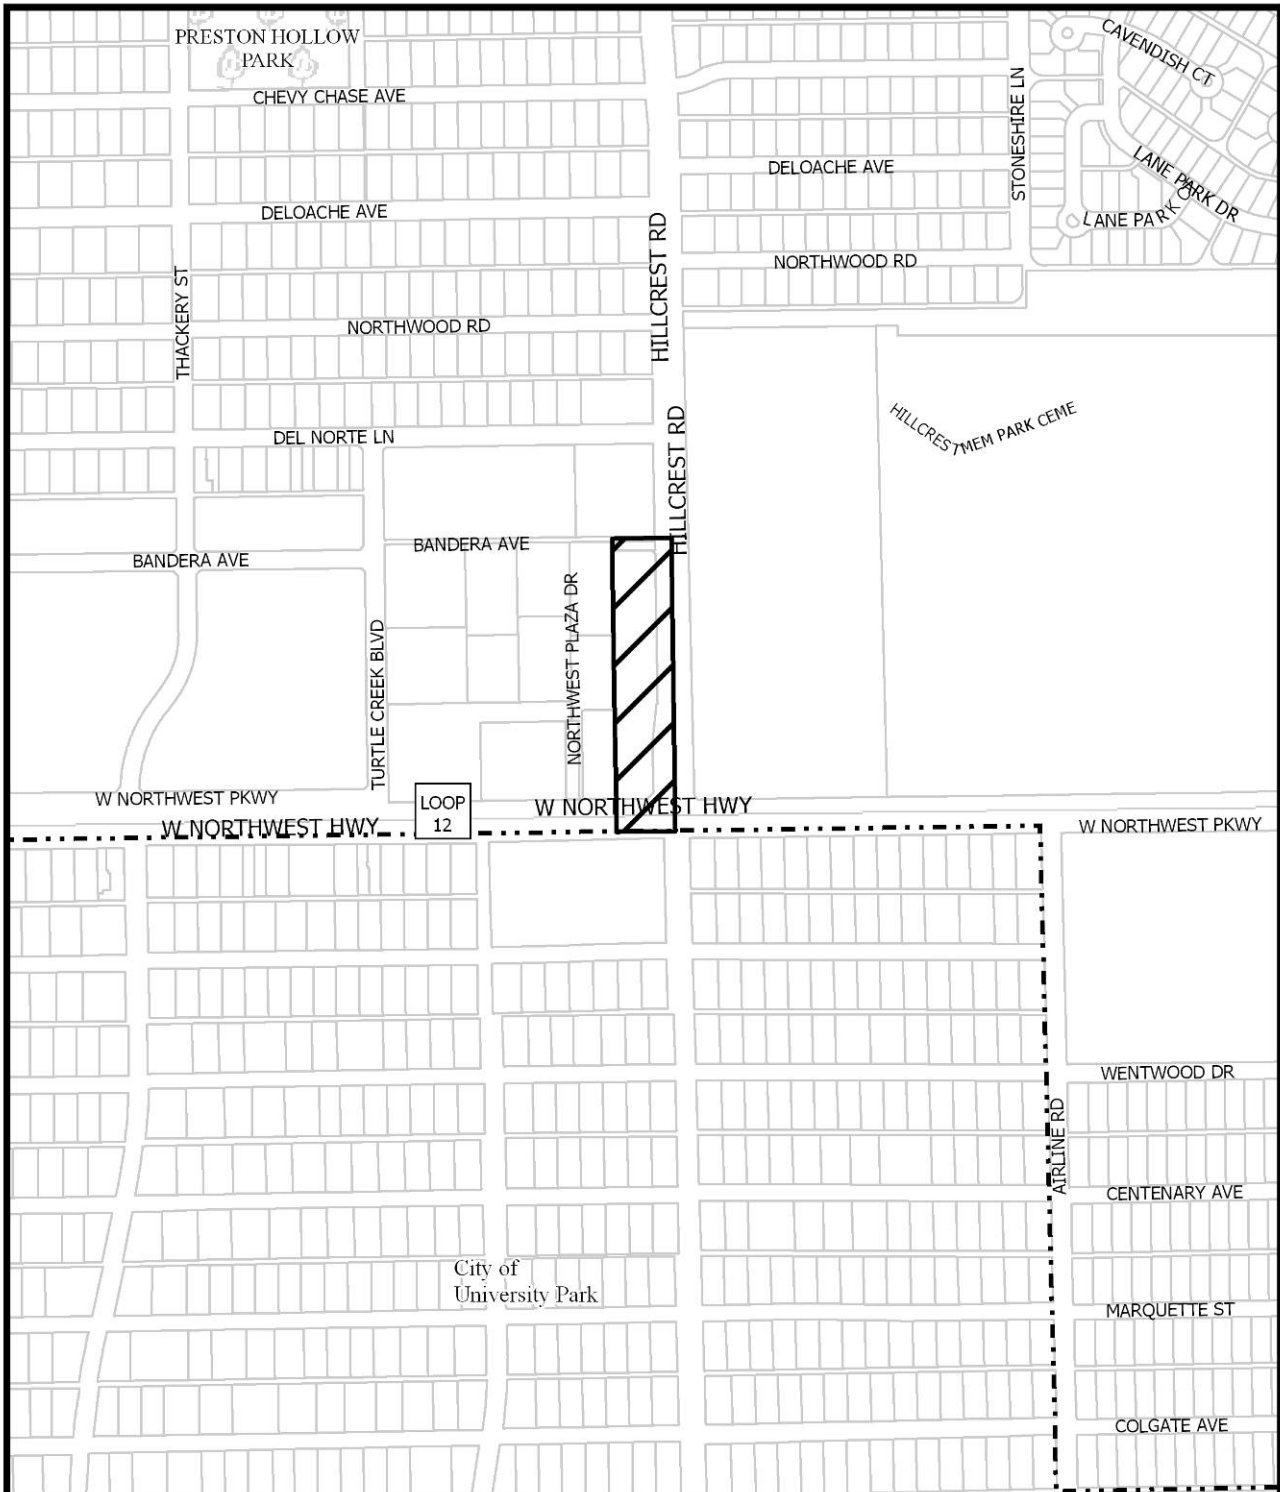 PRESTON HOLLOW
PARK
CAVENDISH CT
CHEVY CHASE AVE
STONESHIRE LN
DELOACHE AVE
LANE PARK DR
LANE PARK C
DELOACHE AVE
HILLCREST RD
NORTHWOOD RD
THACKERY ST
NORTHWOOD RD
HILLCREST MEM PARK CEME
HILLCREST RD
DEL NORTE LN
BANDERA AVE
BANDERA AVE
NORTHWEST PLAZA DR
TURTLE CREEK BLVD
W NORTHWEST PKWY
LOOP
12
W NORTHWEST HWY
W NORTHWEST HWY
W NORTHWEST PKWY
WENTWOOD DR
AIRLINE RD
CENTENARY AVE
City of
University Park
MARQUETTE ST
COLGATE AVE